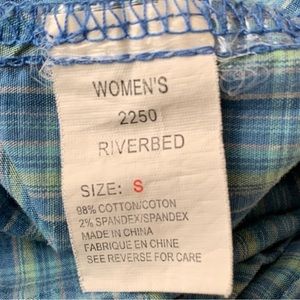 WOMEN'S
2250
RIVERBED
SIZE: S
98% COTTON/COTON
2% SPANDEX/SPANDEX
MADE IN CHINA
FABRIQUE EN CHINE
SEE REVERSE FOR CARE